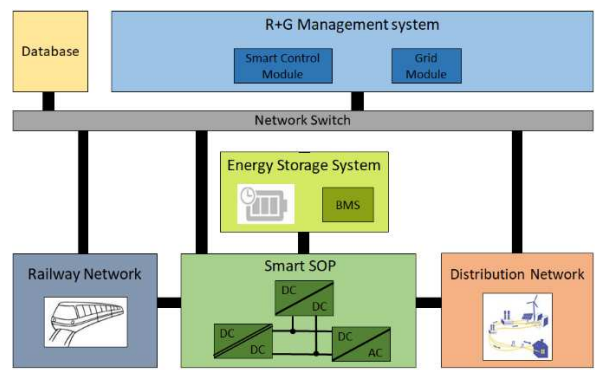 Database
R+G Management system
Smart Control
Module
Grid
Module
Network Switch
Energy Storage System
BMS
Railway Network
Smart SOP
Distribution Network
DC
DC
DC
DC
DC
AC